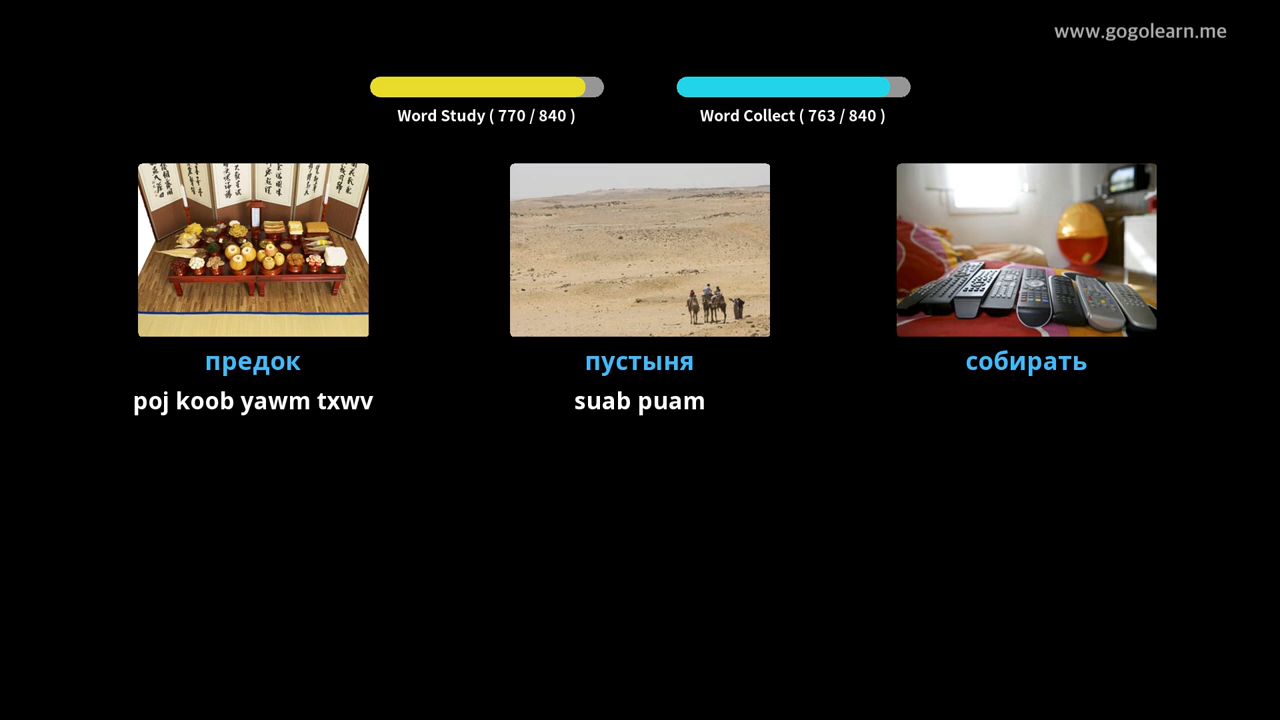 www.gogolearn.me
Word Study ( 770 / 840 )
Word Collect ( 763 / 840 )
предок
poj koob yawm txwv
пустыня
suab puam
собирать